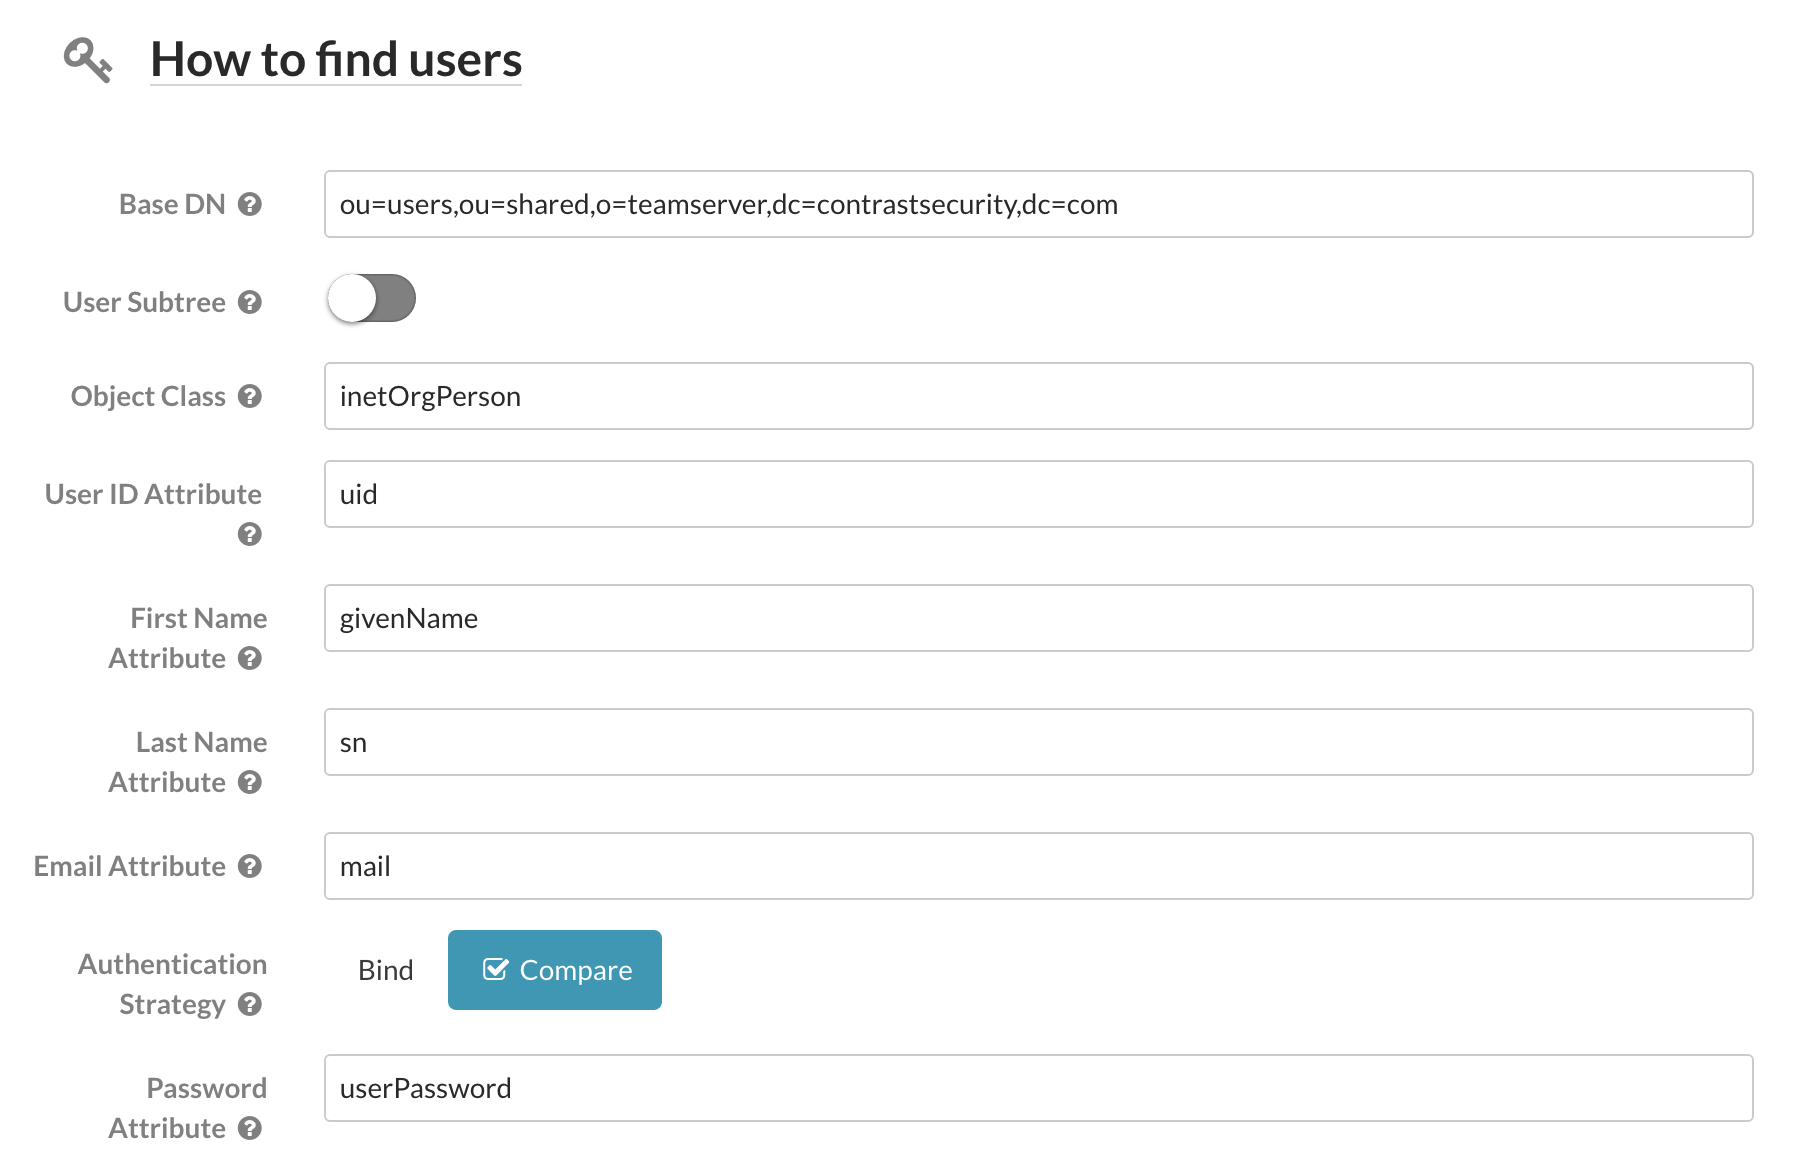 How to find users
Base DN
ou=users,ou=shared,o=teamserver,dc=contrastsecurity,dc=com
User Subtree
Object Class
inetOrgPerson
User ID Attribute
uid
First Name
Attribute
givenName
Last Name
Attribute
sn
Email Attribute
mail
Authentication
Strategy
Bind
Compare
Password
Attribute
userPassword